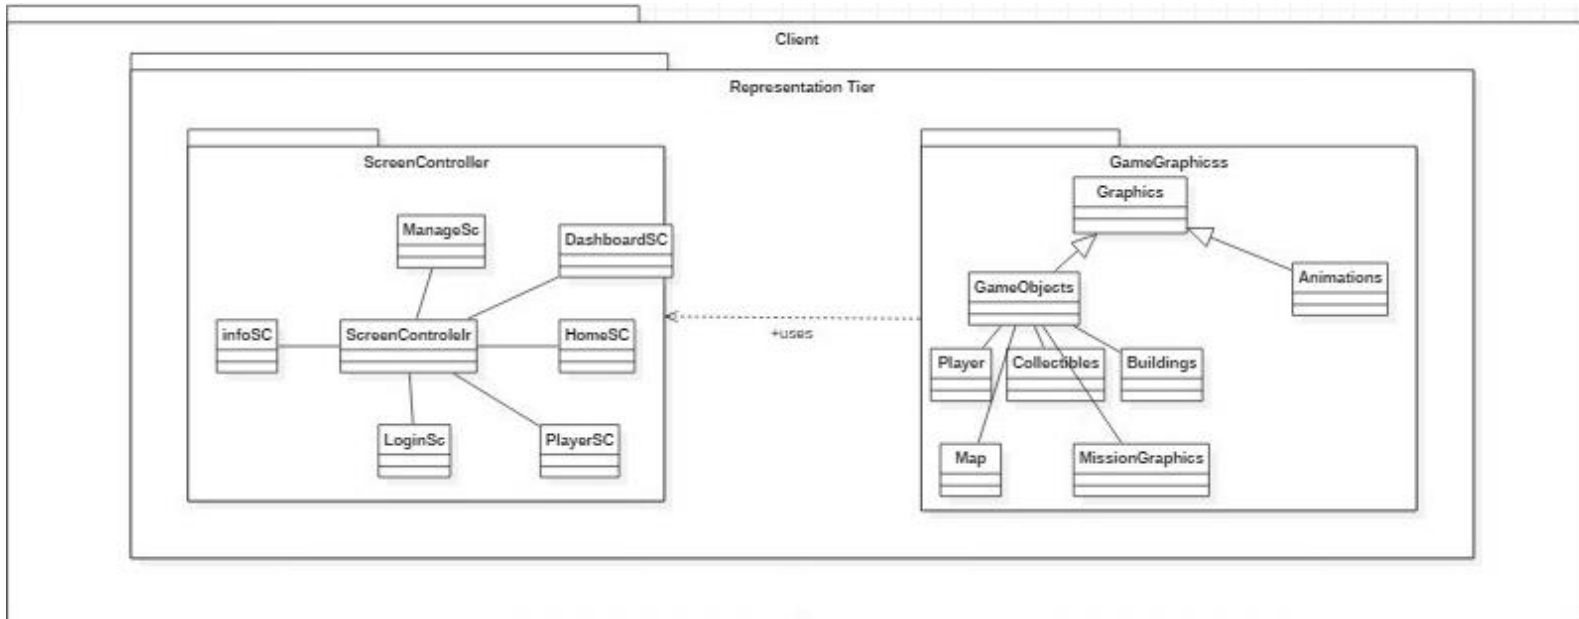 Client
Representation Tier
ScreenController
GameGraphicss
Graphics
ManageSc
DashboardSC
Animations
GameObjects
infoSC
ScreenControlelr
HomeSC
+uses
Player
Collectibles
Buildings
LoginSc
PlayerSC
Map
MissionGraphics